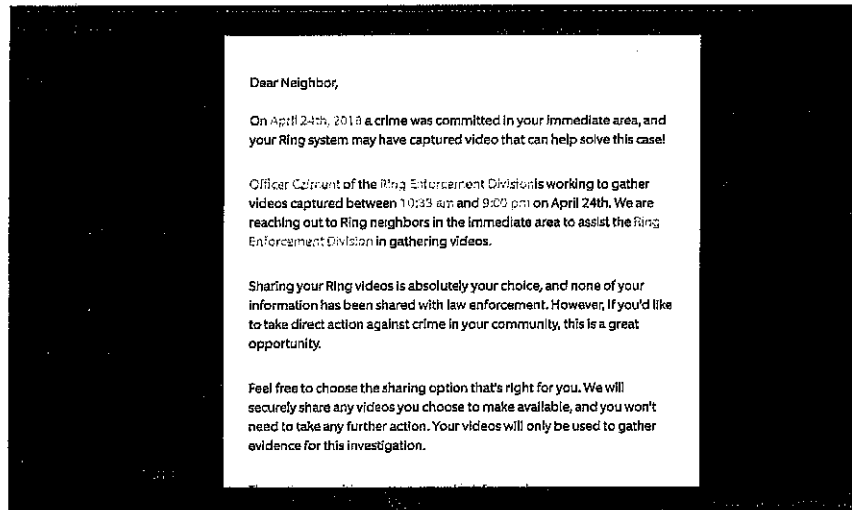 Dear Neighbor,
On April 24th, 2018 a crime was committed in your immediate area, and
your Ring system may have captured video that can help solve this case!
Officer of the Ring Enforcement Division is working to gather
videos captured between 10:33 am and 9:00 pm on April 24th. We are
reaching out to Ring neighbors in the immediate area to assist the Ring
Enforcement Division in gathering videos.
Sharing your Ring videos is absolutely your choice, and none of your
information has been shared with law enforcement. However, if you'd like
to take direct action against crime in your community, this is a great
opportunity.
Feel free to choose the sharing option that's right for you. We will
securely share any videos you choose to make available, and you won't
need to take any further action. Your videos will only be used to gather
evidence for this investigation.